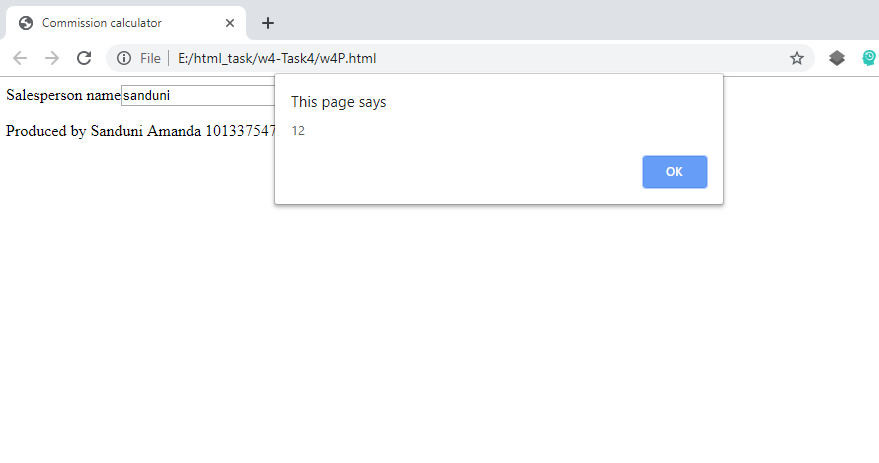 Commission calculator
File E:/html_task/w4-Task4/w4P.html
This page says
Salesperson name sanduni
12
Produced by Sanduni Amanda 101337547
OK